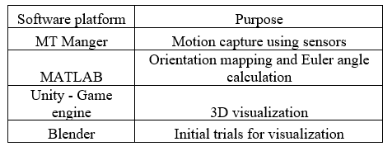 Software platform Purpose
MT Manger Motion capture using sensors
MATLAB Orientation mapping and Euler angle
calculation
Unity - Game
engine 3D visualization
Blender Initial trials for visualization